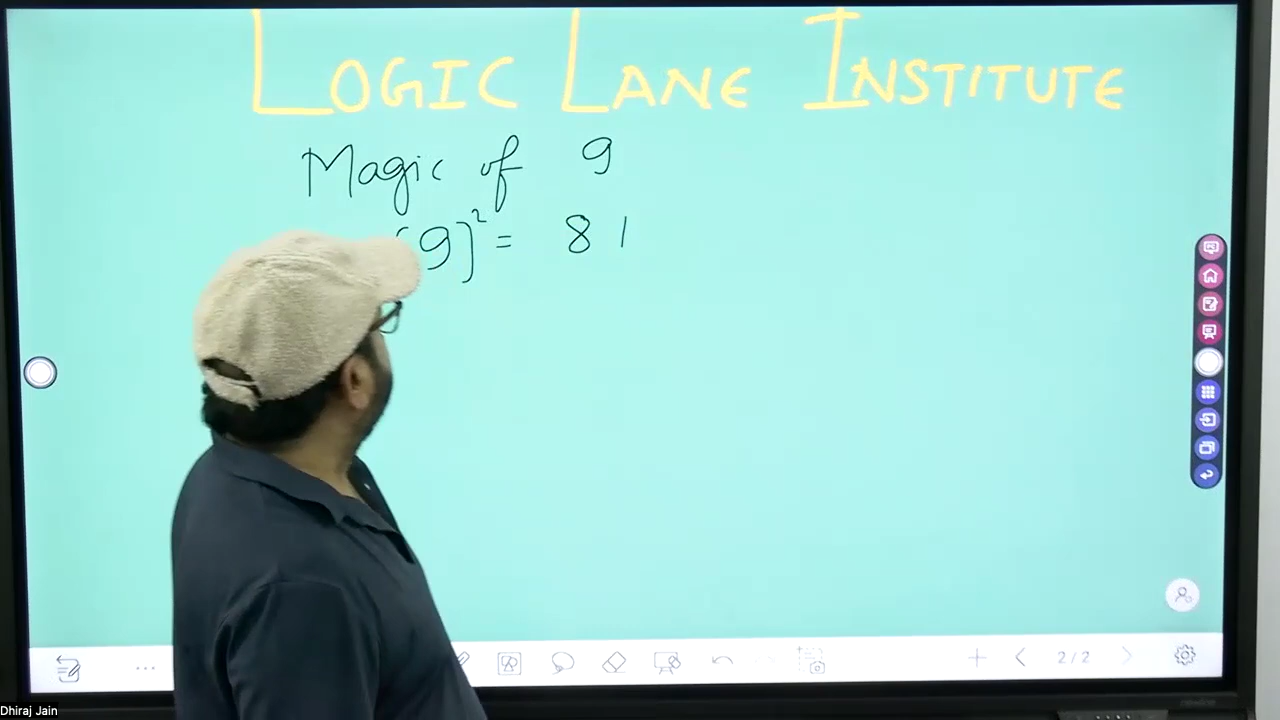 LOGIC LANE INSTITUTE
Magic of 9
(9)² = 81
2/2
Dhiraj Jain